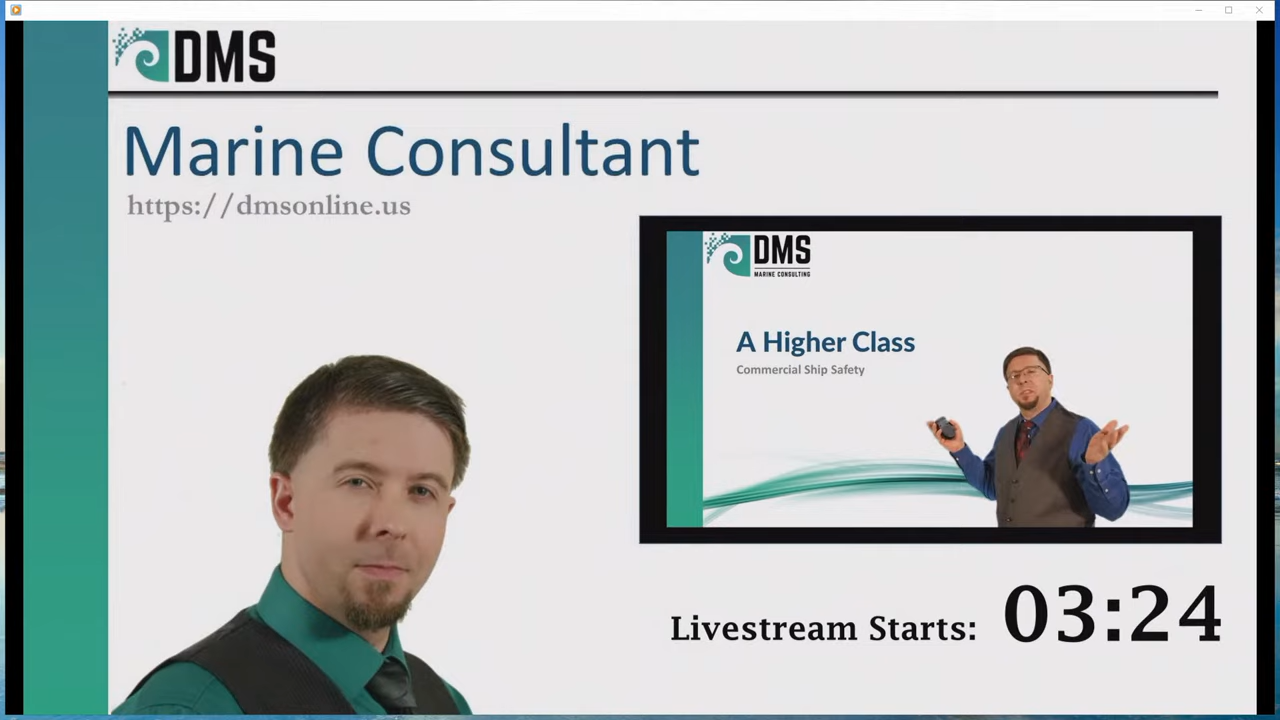 DMS
Marine Consultant
https://dmsonline.us
DMS
MARINE CONSULTING
A Higher Class
Commercial Ship Safety
Livestream Starts: 03:24